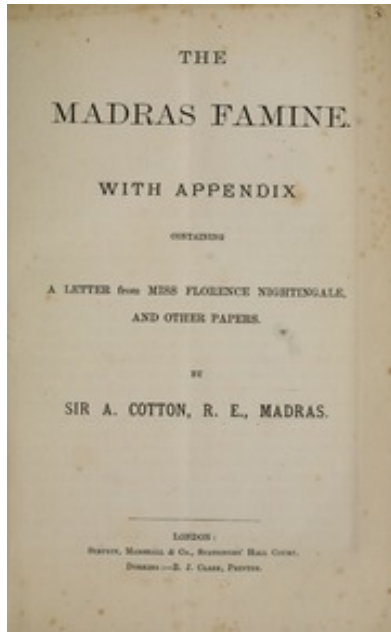 THE
MADRAS FAMINE.
WITH APPENDIX
CONTAINING
A LETTER from MISS FLORENCE NIGHTINGALE,
AND OTHER PAPERS.
BY
SIR A. COTTON, R. E., MADRAS.
LONDON:
SIMPKIN, MARSHALL & Co., STATIONERS' HALL COURT.
DORKING:—R. J. CLARK, PRINTER.